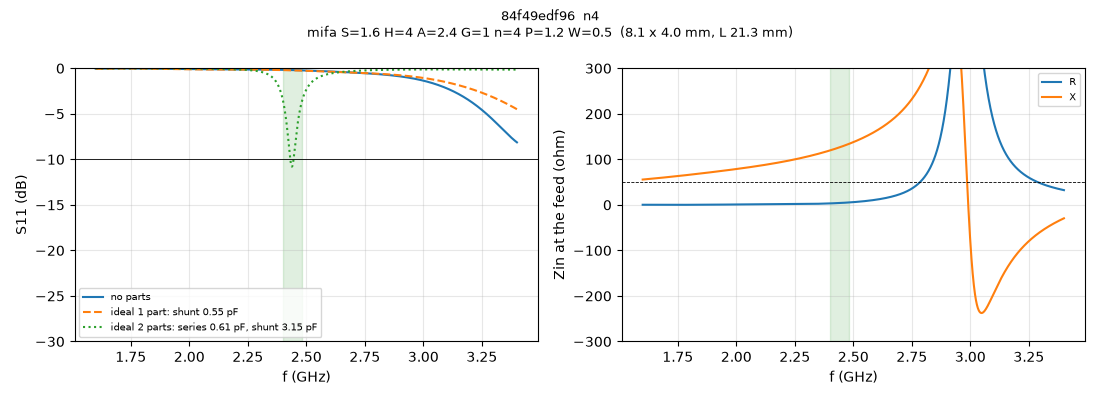 84f49edf96 n4
mifa S=1.6 H=4 A=2.4 G=1 n=4 P=1.2 W=0.5 (8.1 x 4.0 mm, L 21.3 mm)
S11 (dB)
0
−5
−10
−15
−20
−25
−30
no parts
ideal 1 part: shunt 0.55 pF
ideal 2 parts: series 0.61 pF, shunt 3.15 pF
1.75 2.00 2.25 2.50 2.75 3.00 3.25
f (GHz)
Zin at the feed (ohm)
300
200
100
0
−100
−200
−300
R
X
1.75 2.00 2.25 2.50 2.75 3.00 3.25
f (GHz)